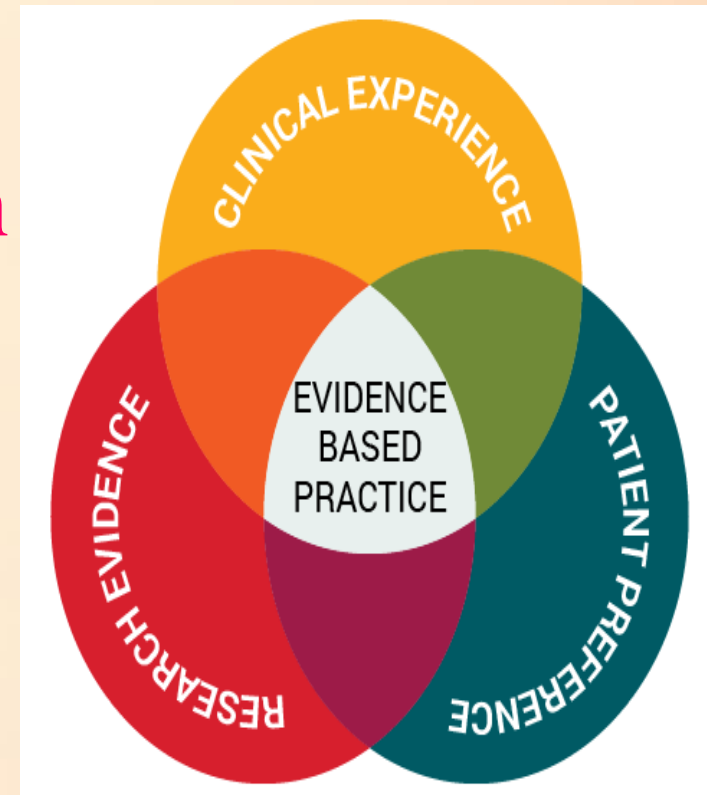 CLINICAL EXPERIENCE
EVIDENCE
BASED
PRACTICE
RESEARCH EVIDENCE
PATIENT PREFERENCE